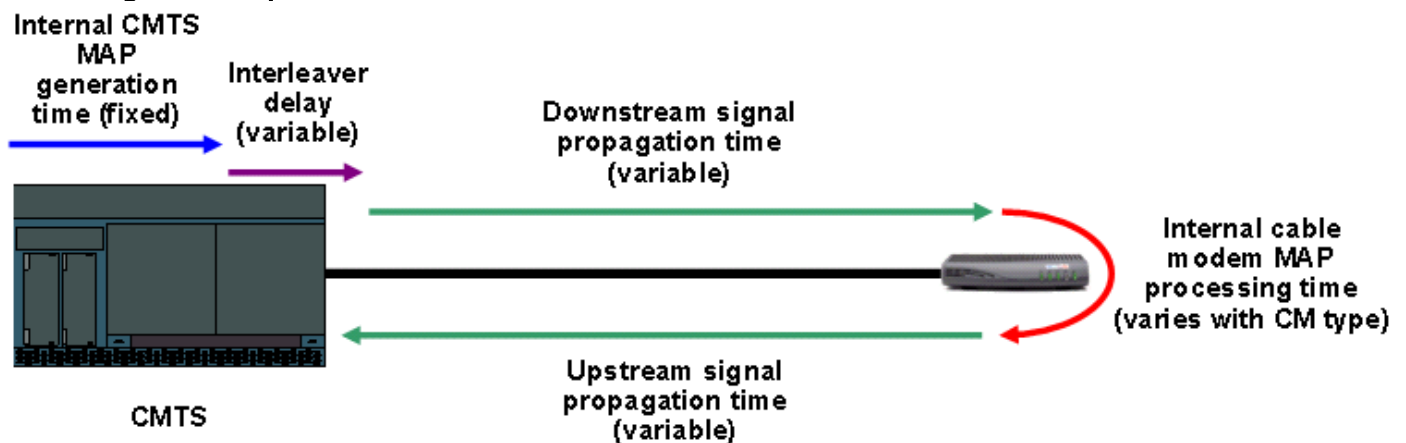 Internal CMTS
MAP
generation
time (fixed)
Interleaver
delay
(variable)
Downstream signal
propagation time
(variable)
Internal cable
modem MAP
processing time
(varies with CM type)
Upstream signal
propagation time
(variable)
CMTS